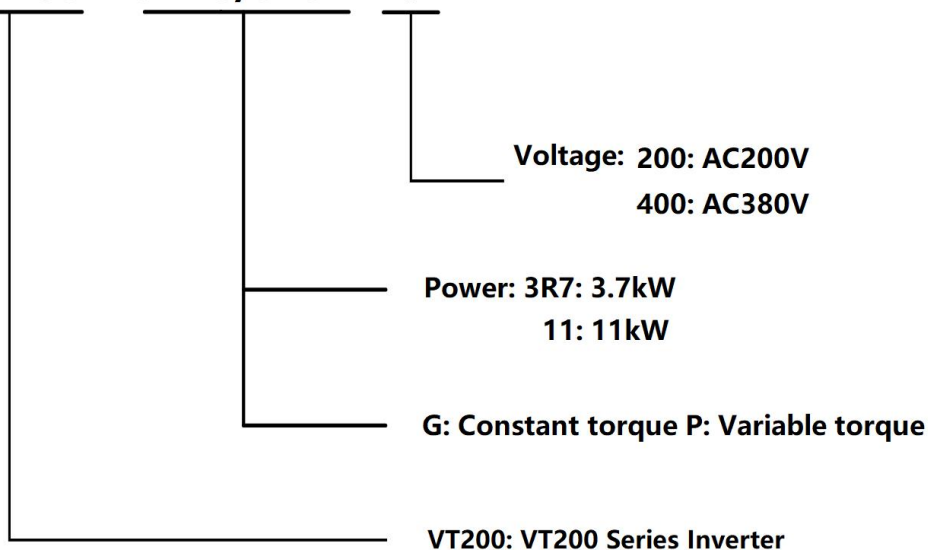 Voltage: 200: AC200V
400: AC380V
Power: 3R7: 3.7kW
11: 11kW
G: Constant torque P: Variable torque
VT200: VT200 Series Inverter